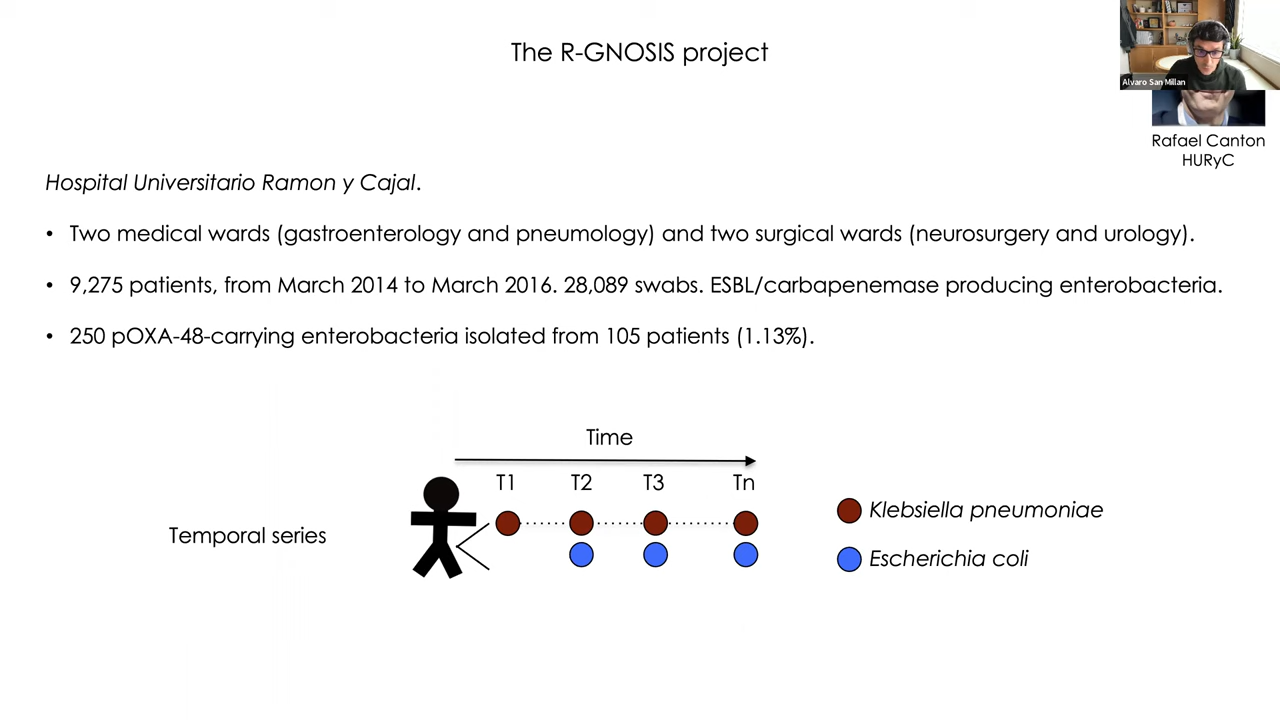 The R-GNOSIS project
Alvaro San Millan
Rafael Canton
HURyC
Hospital Universitario Ramon y Cajal.
• Two medical wards (gastroenterology and pneumology) and two surgical wards (neurosurgery and urology).
• 9,275 patients, from March 2014 to March 2016. 28,089 swabs. ESBL/carbapenemase producing enterobacteria.
• 250 pOXA-48-carrying enterobacteria isolated from 105 patients (1.13%).
Time
T1 T2 T3 Tn
Temporal series
Klebsiella pneumoniae
Escherichia coli